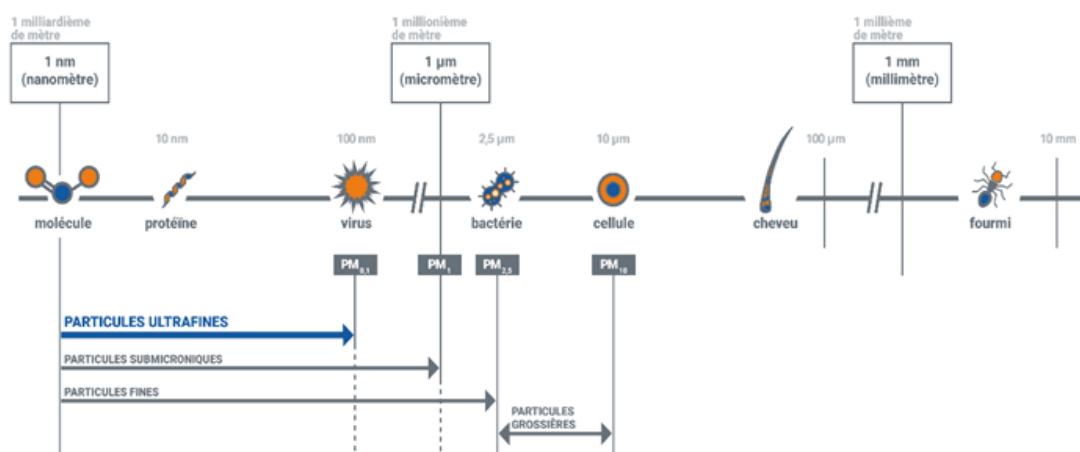 1 milliardième
de mètre
1 nm
(nanomètre)
1 millionième
de mètre
1 µm
(micromètre)
1 millième
de mètre
1 mm
(millimètre)
10 nm
100 nm
2,5 µm
10 µm
100 µm
10 mm
molécule
protéïne
virus
bactérie
cellule
cheveu
fourmi
PM0,1
PM1
PM2,5
PM10
PARTICULES ULTRAFINES
PARTICULES SUBMICRONIQUES
PARTICULES FINES
PARTICULES
GROSSIÈRES